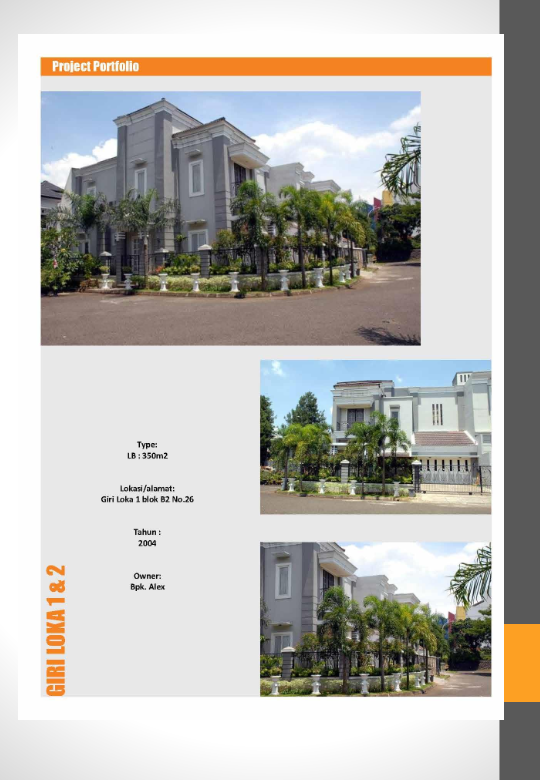 Project Portfolio
Type:
LB : 350m2
Lokasi/alamat:
Giri Loka 1 blok B2 No.26
Tahun :
2004
Owner:
Bpk. Alex
GIRI LOKA 1 & 2